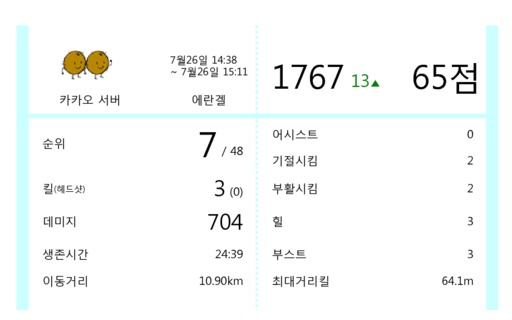 7월26일 14:38
~ 7월26일 15:11
카카오 서버
에란겔
1767 13▲ 65점
순위 7 / 48
킬(헤드샷) 3 (0)
데미지 704
생존시간 24:39
이동거리 10.90km
어시스트 0
기절시킴 2
부활시킴 2
힐 3
부스트 3
최대거리킬 64.1m